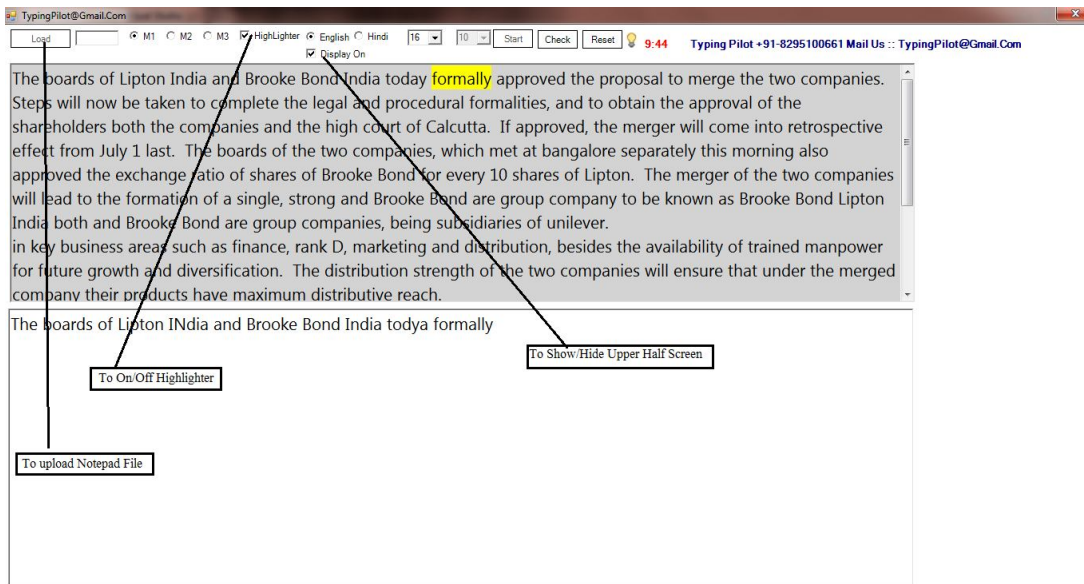 TypingPilot@Gmail.Com
Load M1 M2 M3 HighLighter English Hindi 16 10 Start Check Reset 9:44 Typing Pilot +91-8295100661 Mail Us :: TypingPilot@Gmail.Com
Display On
The boards of Lipton India and Brooke Bond India today formally approved the proposal to merge the two companies.
Steps will now be taken to complete the legal and procedural formalities, and to obtain the approval of the
shareholders both the companies and the high court of Calcutta. If approved, the merger will come into retrospective
effect from July 1 last. The boards of the two companies, which met at bangalore separately this morning also
approved the exchange ratio of shares of Brooke Bond for every 10 shares of Lipton. The merger of the two companies
will lead to the formation of a single, strong and Brooke Bond are group company to be known as Brooke Bond Lipton
India both and Brooke Bond are group companies, being subsidiaries of unilever.
in key business areas such as finance, rank D, marketing and distribution, besides the availability of trained manpower
for future growth and diversification. The distribution strength of the two companies will ensure that under the merged
company their products have maximum distributive reach.
The boards of Lipton INdia and Brooke Bond India todya formally
To Show/Hide Upper Half Screen
To On/Off Highlighter
To upload Notepad File